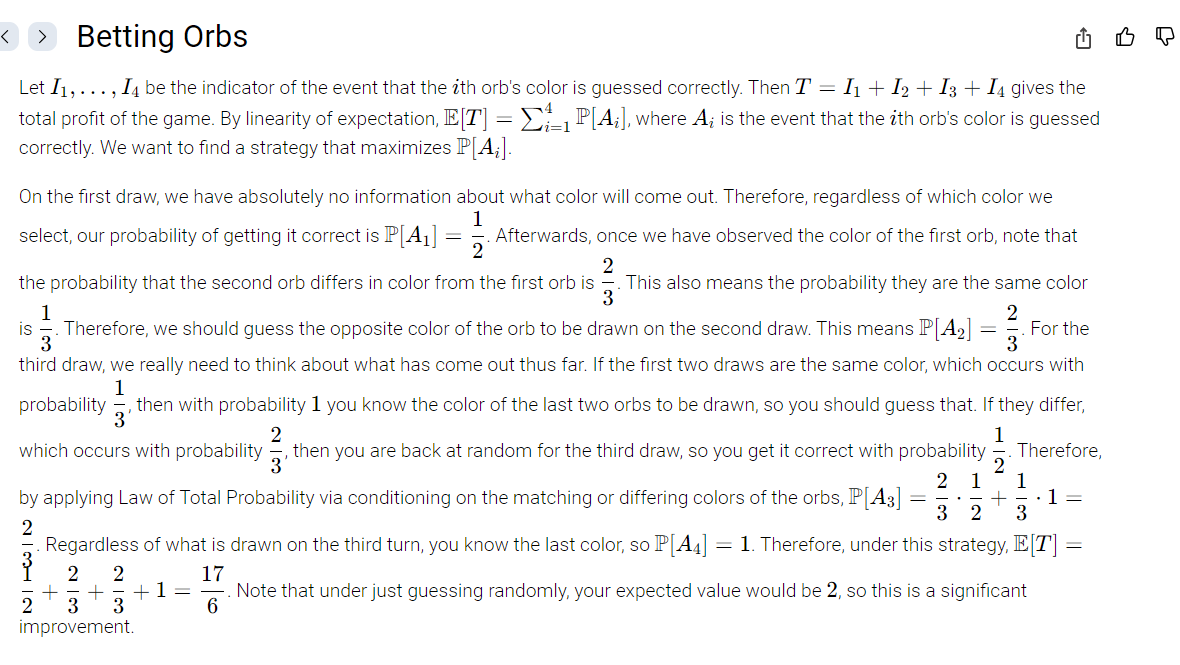 < > Betting Orbs
Let $I_1, \ldots, I_4$ be the indicator of the event that the $i$th orb's color is guessed correctly. Then $T = I_1 + I_2 + I_3 + I_4$ gives the
total profit of the game. By linearity of expectation, $\mathbb{E}[T] = \sum_{i=1}^{4} \mathbb{P}[A_i]$, where $A_i$ is the event that the $i$th orb's color is guessed
correctly. We want to find a strategy that maximizes $\mathbb{P}[A_i]$.
On the first draw, we have absolutely no information about what color will come out. Therefore, regardless of which color we
select, our probability of getting it correct is $\mathbb{P}[A_1] = \dfrac{1}{2}$. Afterwards, once we have observed the color of the first orb, note that
the probability that the second orb differs in color from the first orb is $\dfrac{2}{3}$. This also means the probability they are the same color
is $\dfrac{1}{3}$. Therefore, we should guess the opposite color of the orb to be drawn on the second draw. This means $\mathbb{P}[A_2] = \dfrac{2}{3}$. For the
third draw, we really need to think about what has come out thus far. If the first two draws are the same color, which occurs with
probability $\dfrac{1}{3}$, then with probability $1$ you know the color of the last two orbs to be drawn, so you should guess that. If they differ,
which occurs with probability $\dfrac{2}{3}$, then you are back at random for the third draw, so you get it correct with probability $\dfrac{1}{2}$. Therefore,
by applying Law of Total Probability via conditioning on the matching or differing colors of the orbs, $\mathbb{P}[A_3] = \dfrac{2}{3} \cdot \dfrac{1}{2} + \dfrac{1}{3} \cdot 1 =$
$\dfrac{2}{3}$. Regardless of what is drawn on the third turn, you know the last color, so $\mathbb{P}[A_4] = 1$. Therefore, under this strategy, $\mathbb{E}[T] =$
$\dfrac{1}{2} + \dfrac{2}{3} + \dfrac{2}{3} + 1 = \dfrac{17}{6}$. Note that under just guessing randomly, your expected value would be $2$, so this is a significant
improvement.